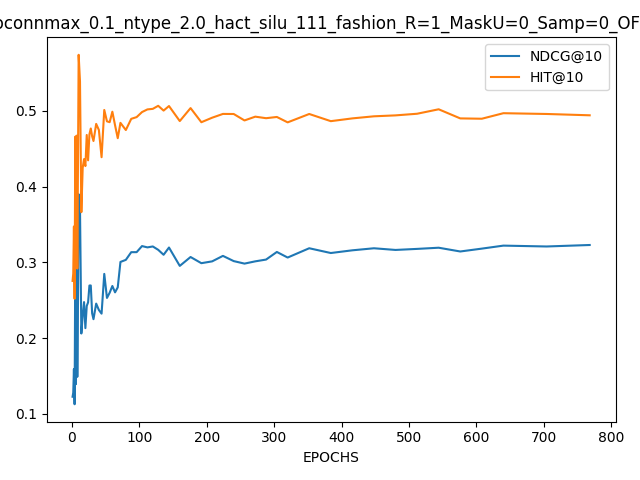 oconnmax_0.1_ntype_2.0_hact_silu_111_fashion_R=1_MaskU=0_Samp=0_OF
NDCG@10
HIT@10
0.5
0.4
0.3
0.2
0.1
0 100 200 300 400 500 600 700 800
EPOCHS